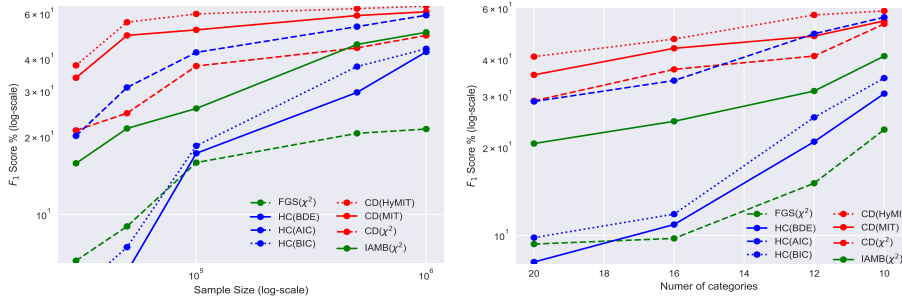 6 × 10¹
4 × 10¹
3 × 10¹
2 × 10¹
10¹
F₁ Score % (log-scale)
FGS(χ²)
HC(BDE)
HC(AIC)
HC(BIC)
CD(HyMIT)
CD(MIT)
CD(χ²)
IAMB(χ²)
10⁵
10⁶
Sample Size (log-scale)
6 × 10¹
4 × 10¹
3 × 10¹
2 × 10¹
10¹
F₁ Score % (log-scale)
FGS(χ²)
HC(BDE)
HC(AIC)
HC(BIC)
CD(HyMI
CD(MIT)
CD(χ²)
IAMB(χ²)
20
18
16
14
12
10
Numer of categories